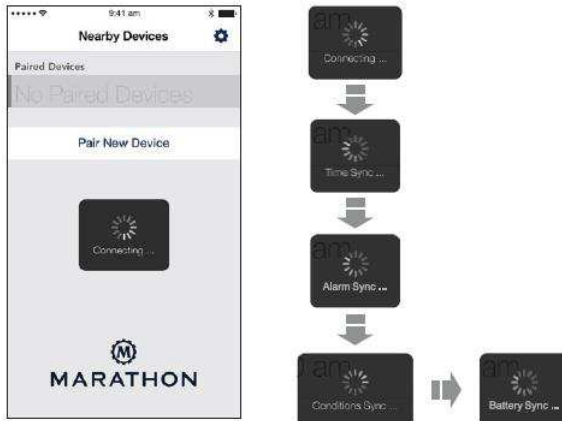 9:41 am
Nearby Devices
Paired Devices
No Paired Devices
Pair New Device
Connecting ...
M
MARATHON
am
Connecting ...
am
Time Sync ...
am
Alarm Sync ...
am
Conditions Sync ...
am
Battery Sync ...